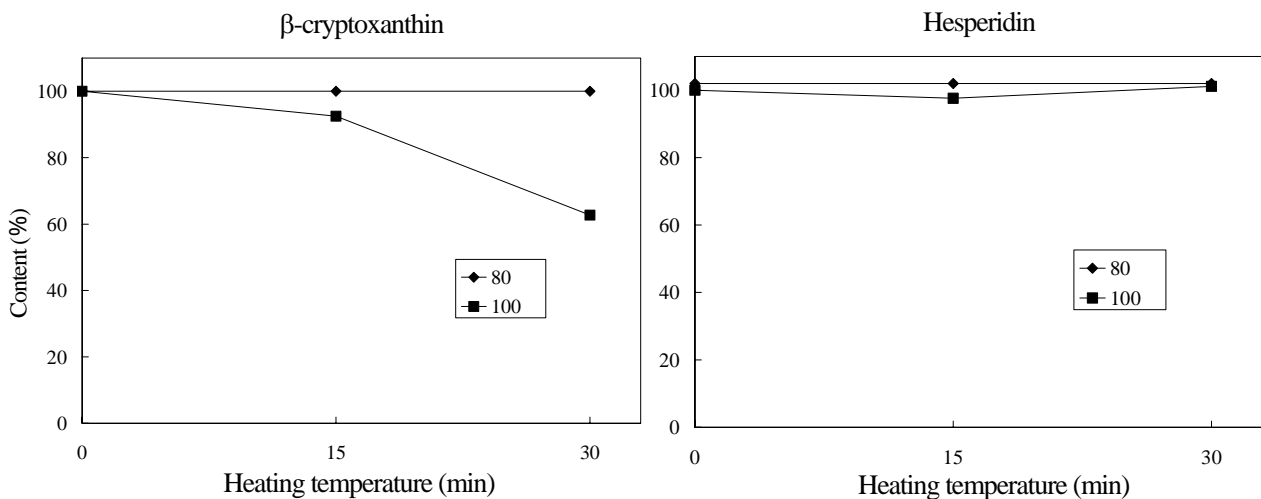 β-cryptoxanthin
100
80
60
40
20
0
Content (%)
80
100
0 15 30
Heating temperature (min)
Hesperidin
100
80
60
40
20
0
80
100
0 15 30
Heating temperature (min)